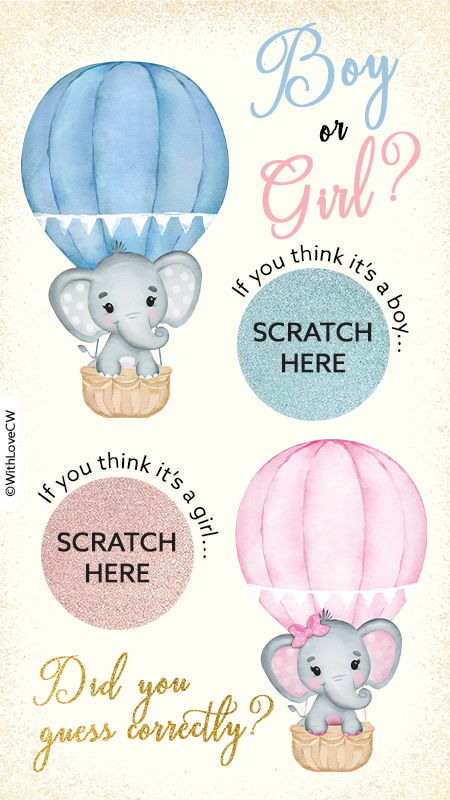 Boy
or
Girl?
If you think it's a boy...
SCRATCH
HERE
©WithLoveCW
If you think it's a girl...
SCRATCH
HERE
Did you
guess correctly?